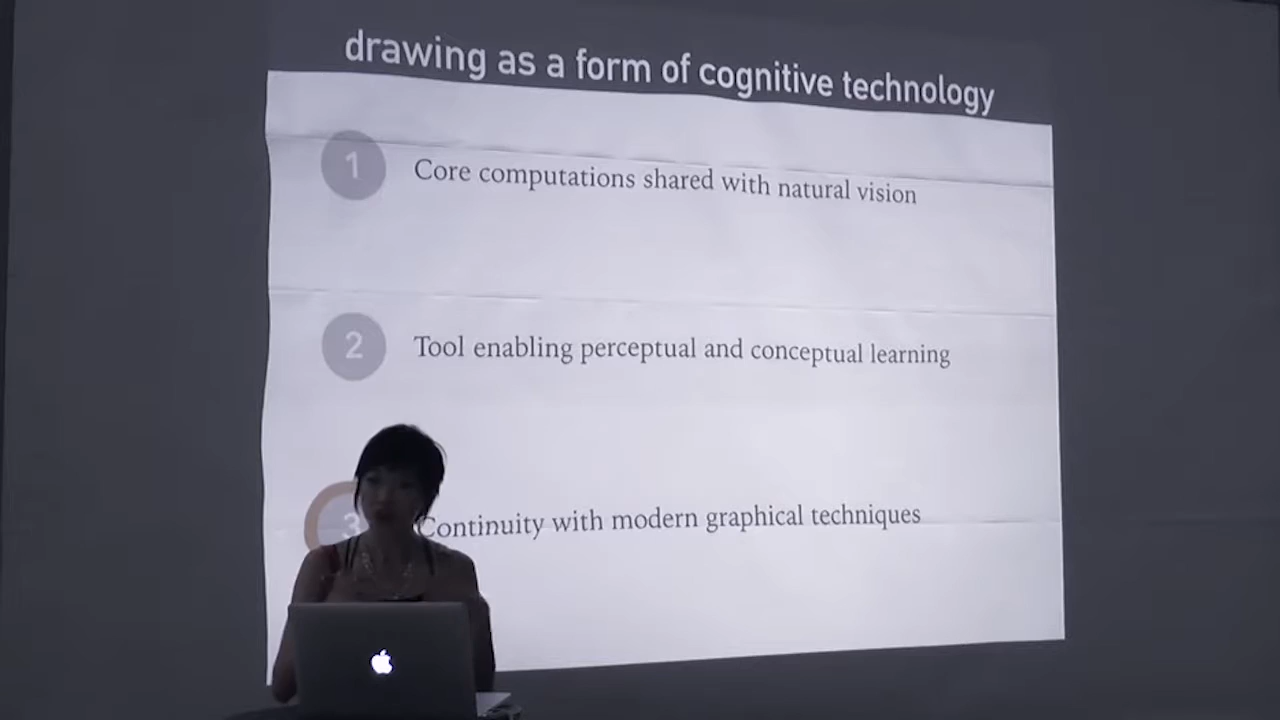 drawing as a form of cognitive technology
1 Core computations shared with natural vision
2 Tool enabling perceptual and conceptual learning
3 Continuity with modern graphical techniques